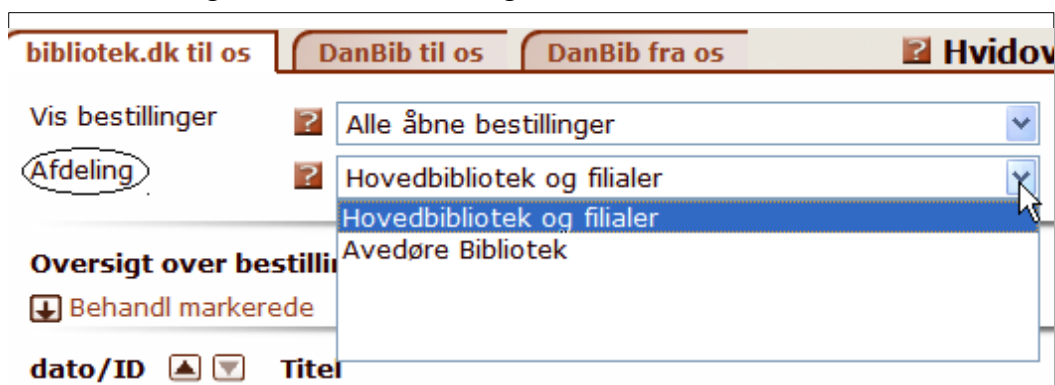 bibliotek.dk til os DanBib til os DanBib fra os ? Hvidov
Vis bestillinger ? Alle åbne bestillinger
Afdeling ? Hovedbibliotek og filialer
Hovedbibliotek og filialer
Avedøre Bibliotek
Oversigt over bestillin
Behandl markerede
dato/ID Titel